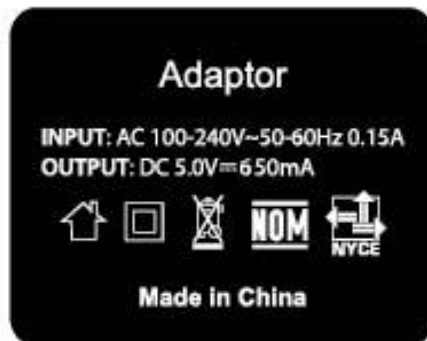 Adaptor
INPUT: AC 100-240V~50-60Hz 0.15A
OUTPUT: DC 5.0V⎓650mA
NOM
NYCE
Made in China